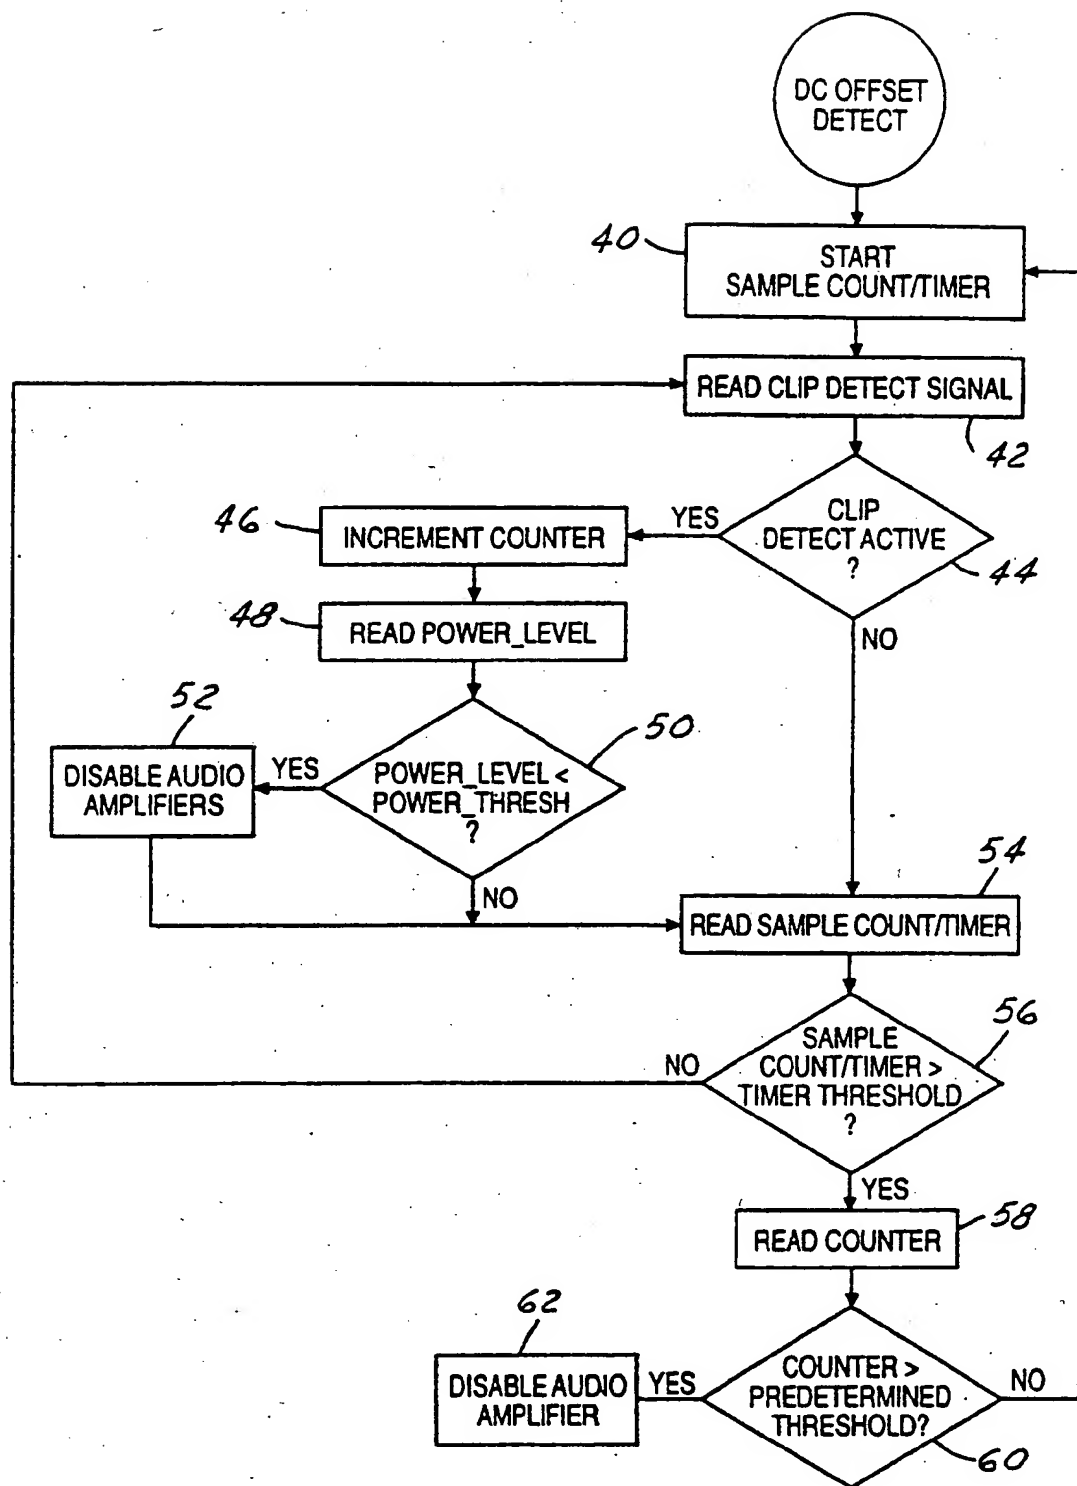 DC OFFSET
DETECT
40
START
SAMPLE COUNT/TIMER
READ CLIP DETECT SIGNAL
42
CLIP
DETECT ACTIVE
?
44
YES
NO
46
INCREMENT COUNTER
48
READ POWER_LEVEL
50
POWER_LEVEL <
POWER_THRESH
?
YES
NO
52
DISABLE AUDIO
AMPLIFIERS
54
READ SAMPLE COUNT/TIMER
56
SAMPLE
COUNT/TIMER >
TIMER THRESHOLD
?
NO
YES
58
READ COUNTER
COUNTER >
PREDETERMINED
THRESHOLD?
60
YES
NO
62
DISABLE AUDIO
AMPLIFIER